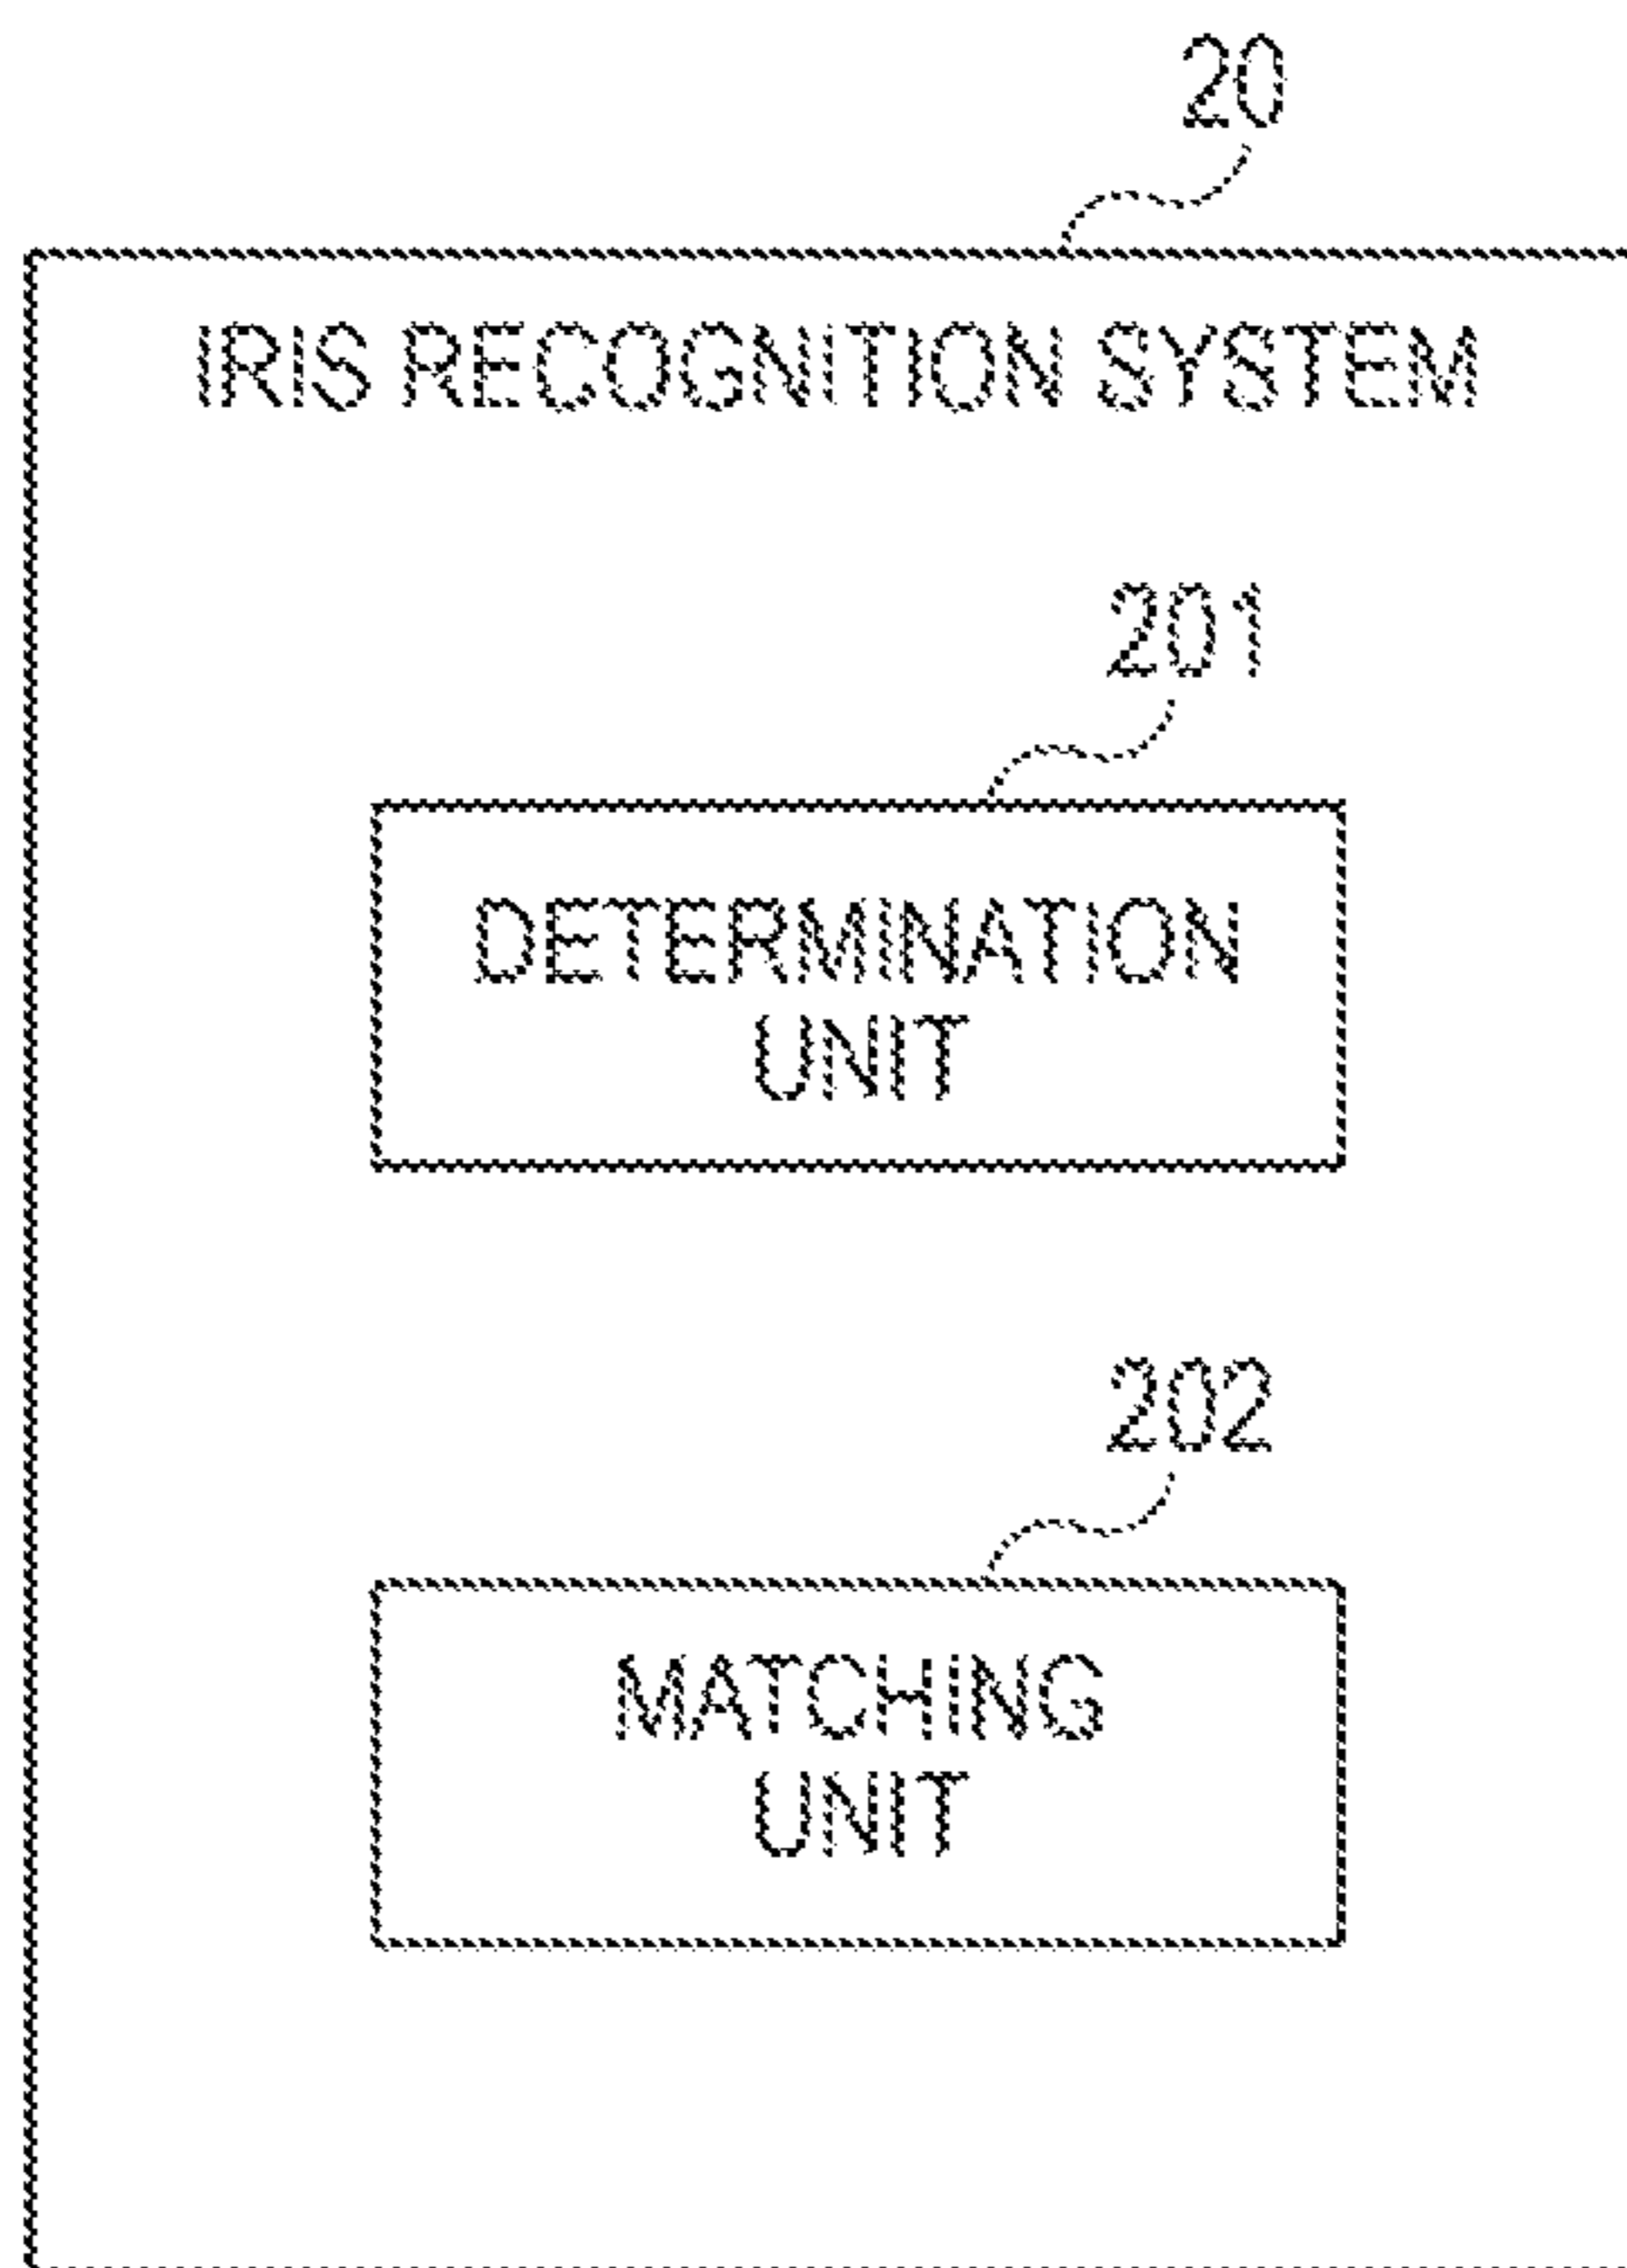 20
IRIS RECOGNITION SYSTEM
201
DETERMINATION
UNIT
202
MATCHING
UNIT